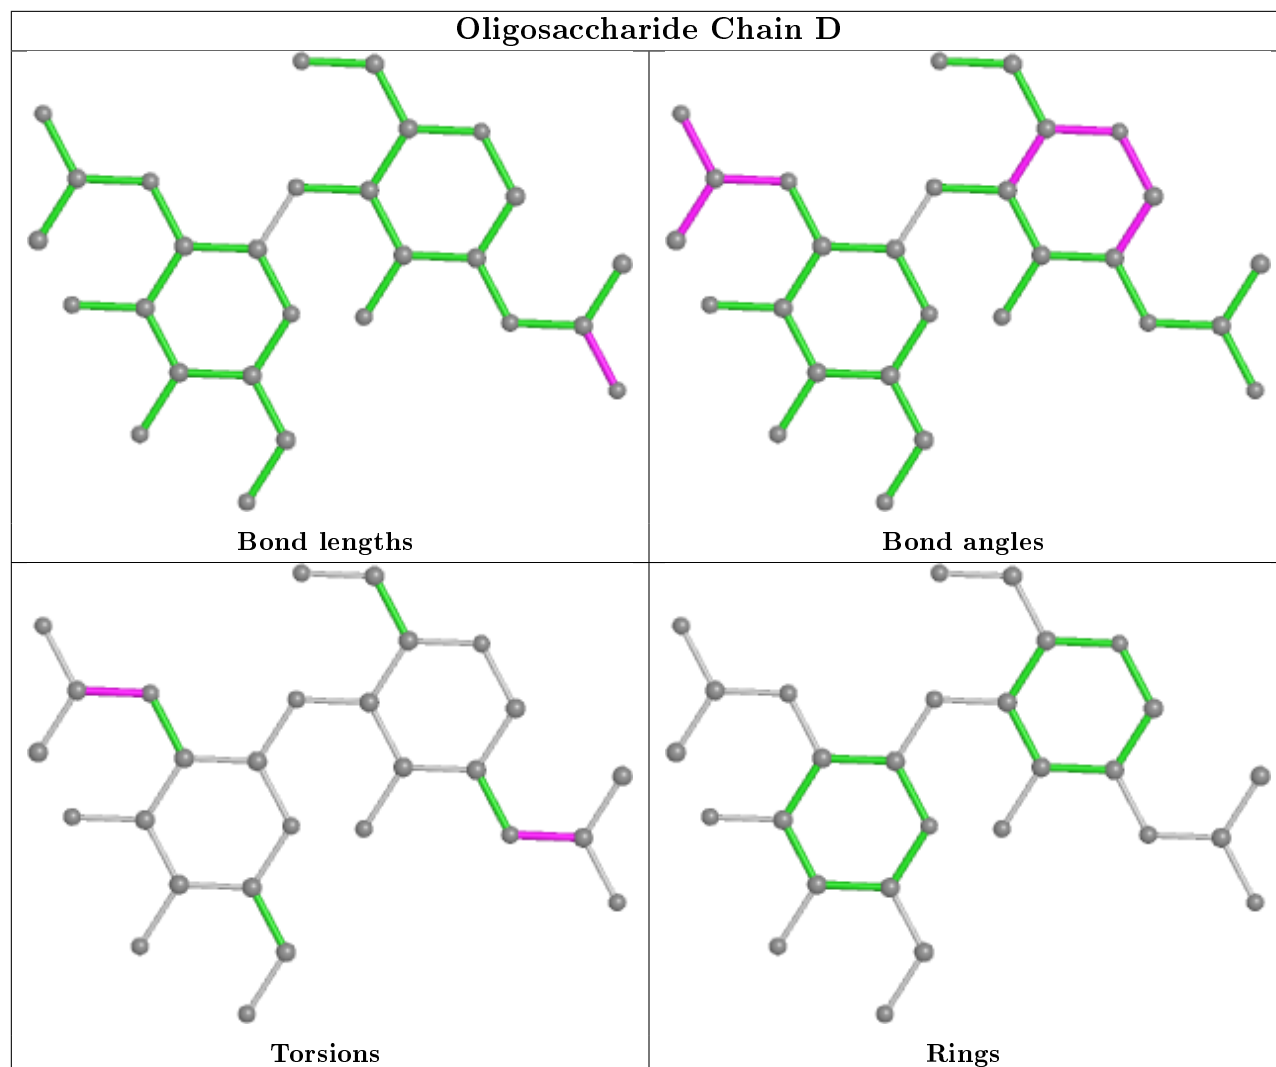 Oligosaccharide Chain D
Bond lengths
Bond angles
Torsions
Rings